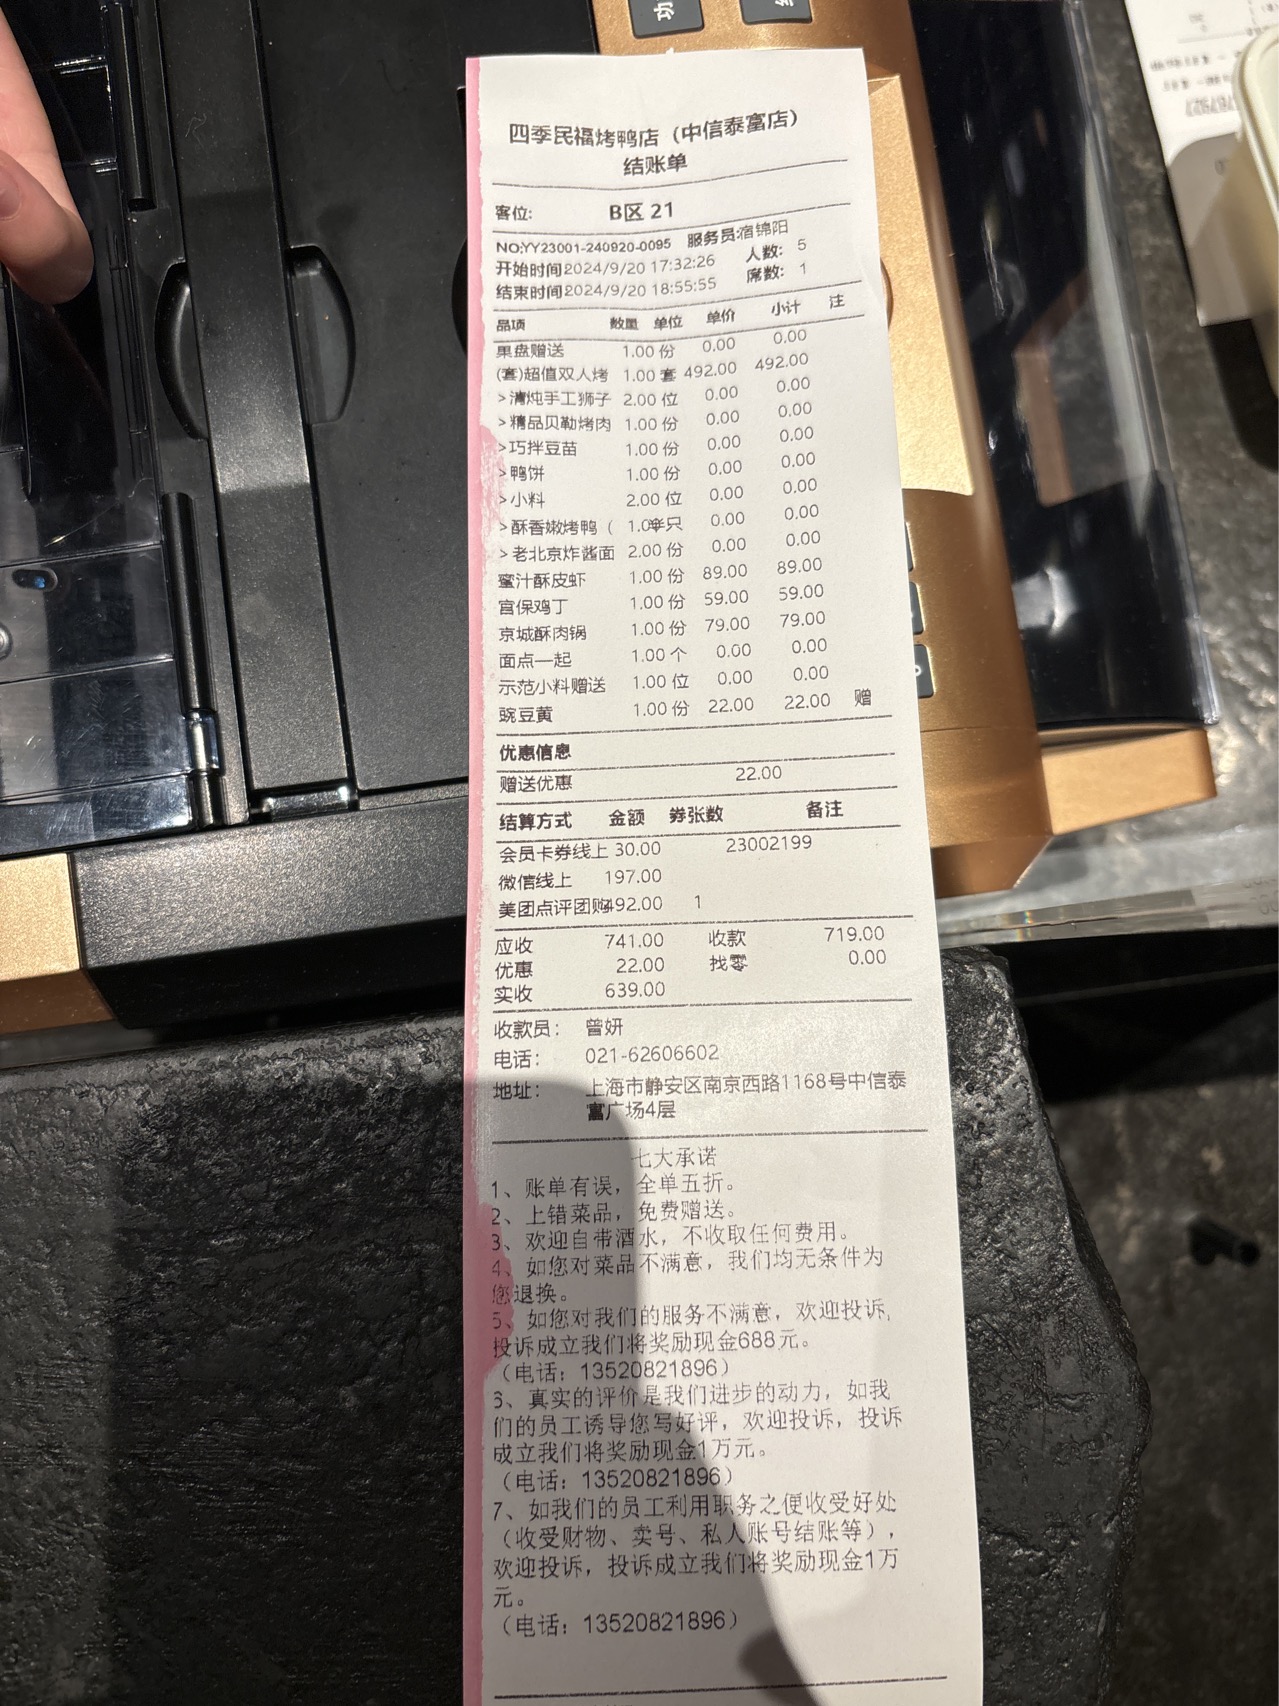 功
四季民福烤鸭店（中信泰富店）
结账单
客位: B区 21
NO:YY23001-240920-0095 服务员:宿锦阳
开始时间2024/9/20 17:32:26 人数: 5
结束时间2024/9/20 18:55:55 席数: 1
品项 数量 单位 单价 小计 注
果盘赠送 1.00 份 0.00 0.00
(套)超值双人烤 1.00 套 492.00 492.00
>清炖手工狮子 2.00 位 0.00 0.00
>精品贝勒烤肉 1.00 份 0.00 0.00
>巧拌豆苗 1.00 份 0.00 0.00
>鸭饼 1.00 份 0.00 0.00
>小料 2.00 位 0.00 0.00
>酥香嫩烤鸭（ 1.00半只 0.00 0.00
>老北京炸酱面 2.00 份 0.00 0.00
蜜汁酥皮虾 1.00 份 89.00 89.00
宫保鸡丁 1.00 份 59.00 59.00
京城酥肉锅 1.00 份 79.00 79.00
面点一起 1.00 个 0.00 0.00
示范小料赠送 1.00 位 0.00 0.00
豌豆黄 1.00 份 22.00 22.00 赠
优惠信息
赠送优惠 22.00
结算方式 金额 券张数 备注
会员卡券线上 30.00 23002199
微信线上 197.00
美团点评团购492.00 1
应收 741.00 收款 719.00
优惠 22.00 找零 0.00
实收 639.00
收款员: 曾妍
电话: 021-62606602
地址: 上海市静安区南京西路1168号中信泰
富广场4层
七大承诺
1、账单有误，全单五折。
2、上错菜品，免费赠送。
3、欢迎自带酒水，不收取任何费用。
4、如您对菜品不满意，我们均无条件为
您退换。
5、如您对我们的服务不满意，欢迎投诉,
投诉成立我们将奖励现金688元。
（电话：13520821896）
6、真实的评价是我们进步的动力，如我
们的员工诱导您写好评，欢迎投诉，投诉
成立我们将奖励现金1万元。
（电话：13520821896）
7、如我们的员工利用职务之便收受好处
（收受财物、卖号、私人账号结账等），
欢迎投诉，投诉成立我们将奖励现金1万
元。
（电话：13520821896）